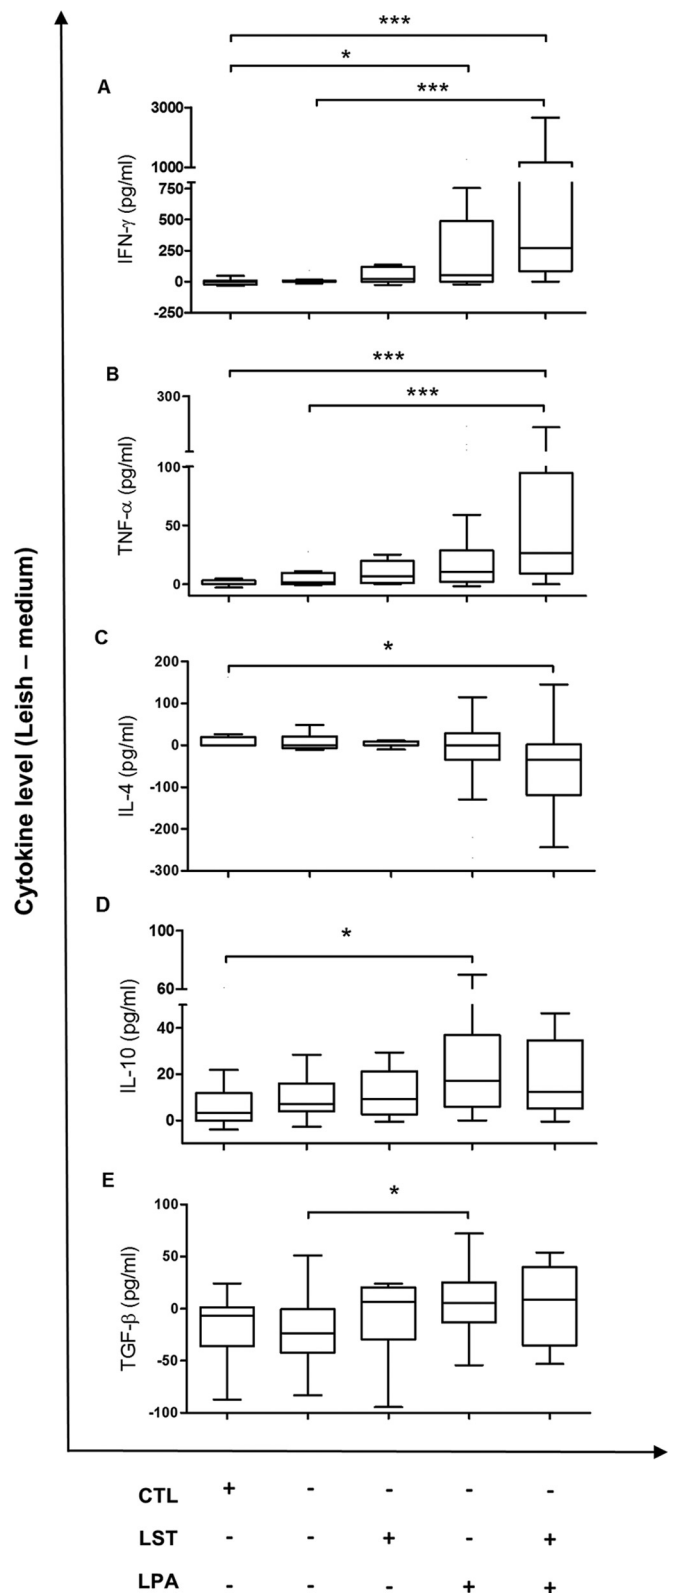 ***
*
A
***
3000
1000
750
500
250
0
-250
IFN-γ (pg/ml)
***
B
***
300
100
50
0
TNF-α (pg/ml)
C
*
200
100
0
-100
-200
-300
IL-4 (pg/ml)
D
*
100
60
40
20
0
IL-10 (pg/ml)
E
*
100
50
0
-50
-100
TGF-β (pg/ml)
Cytokine level (Leish – medium)
CTL + - - - -
LST - - + - +
LPA - - - + +